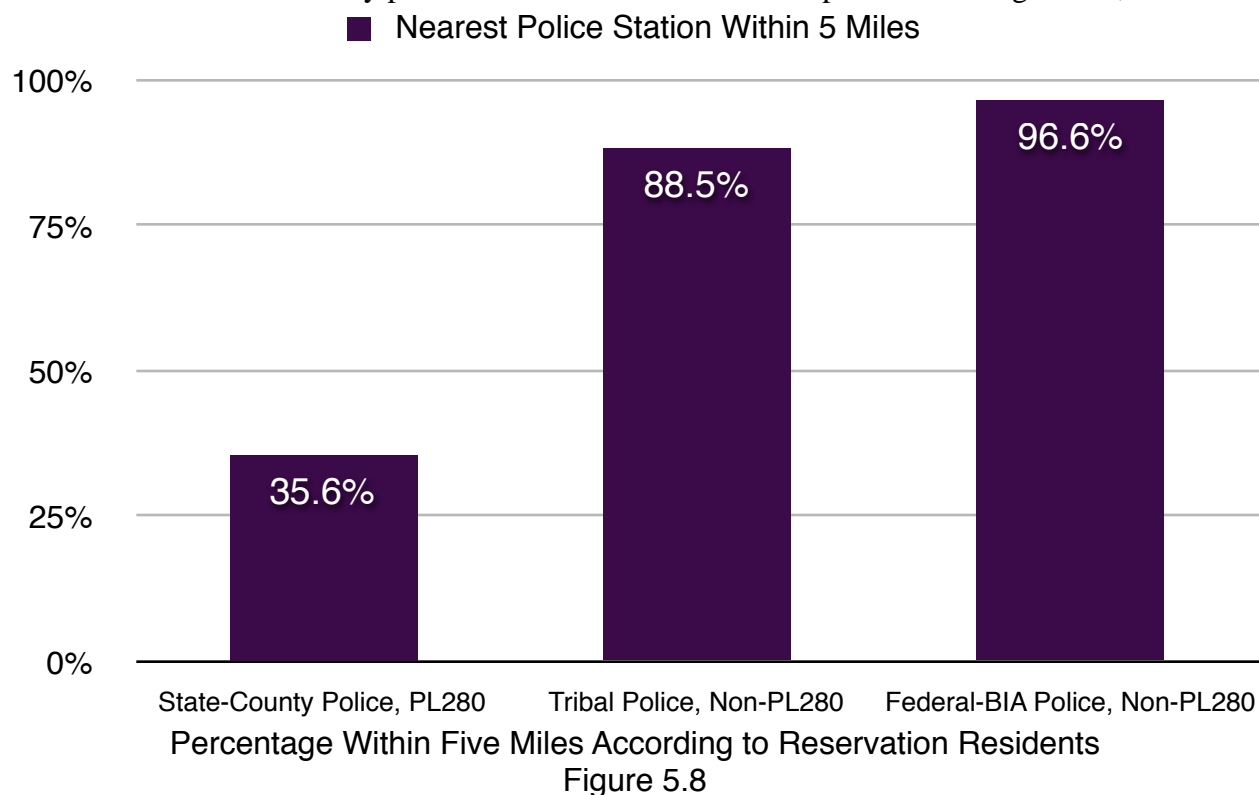 Nearest Police Station Within 5 Miles
100%
75%
50%
25%
0%
35.6%
88.5%
96.6%
State-County Police, PL280
Tribal Police, Non-PL280
Federal-BIA Police, Non-PL280
Percentage Within Five Miles According to Reservation Residents
Figure 5.8